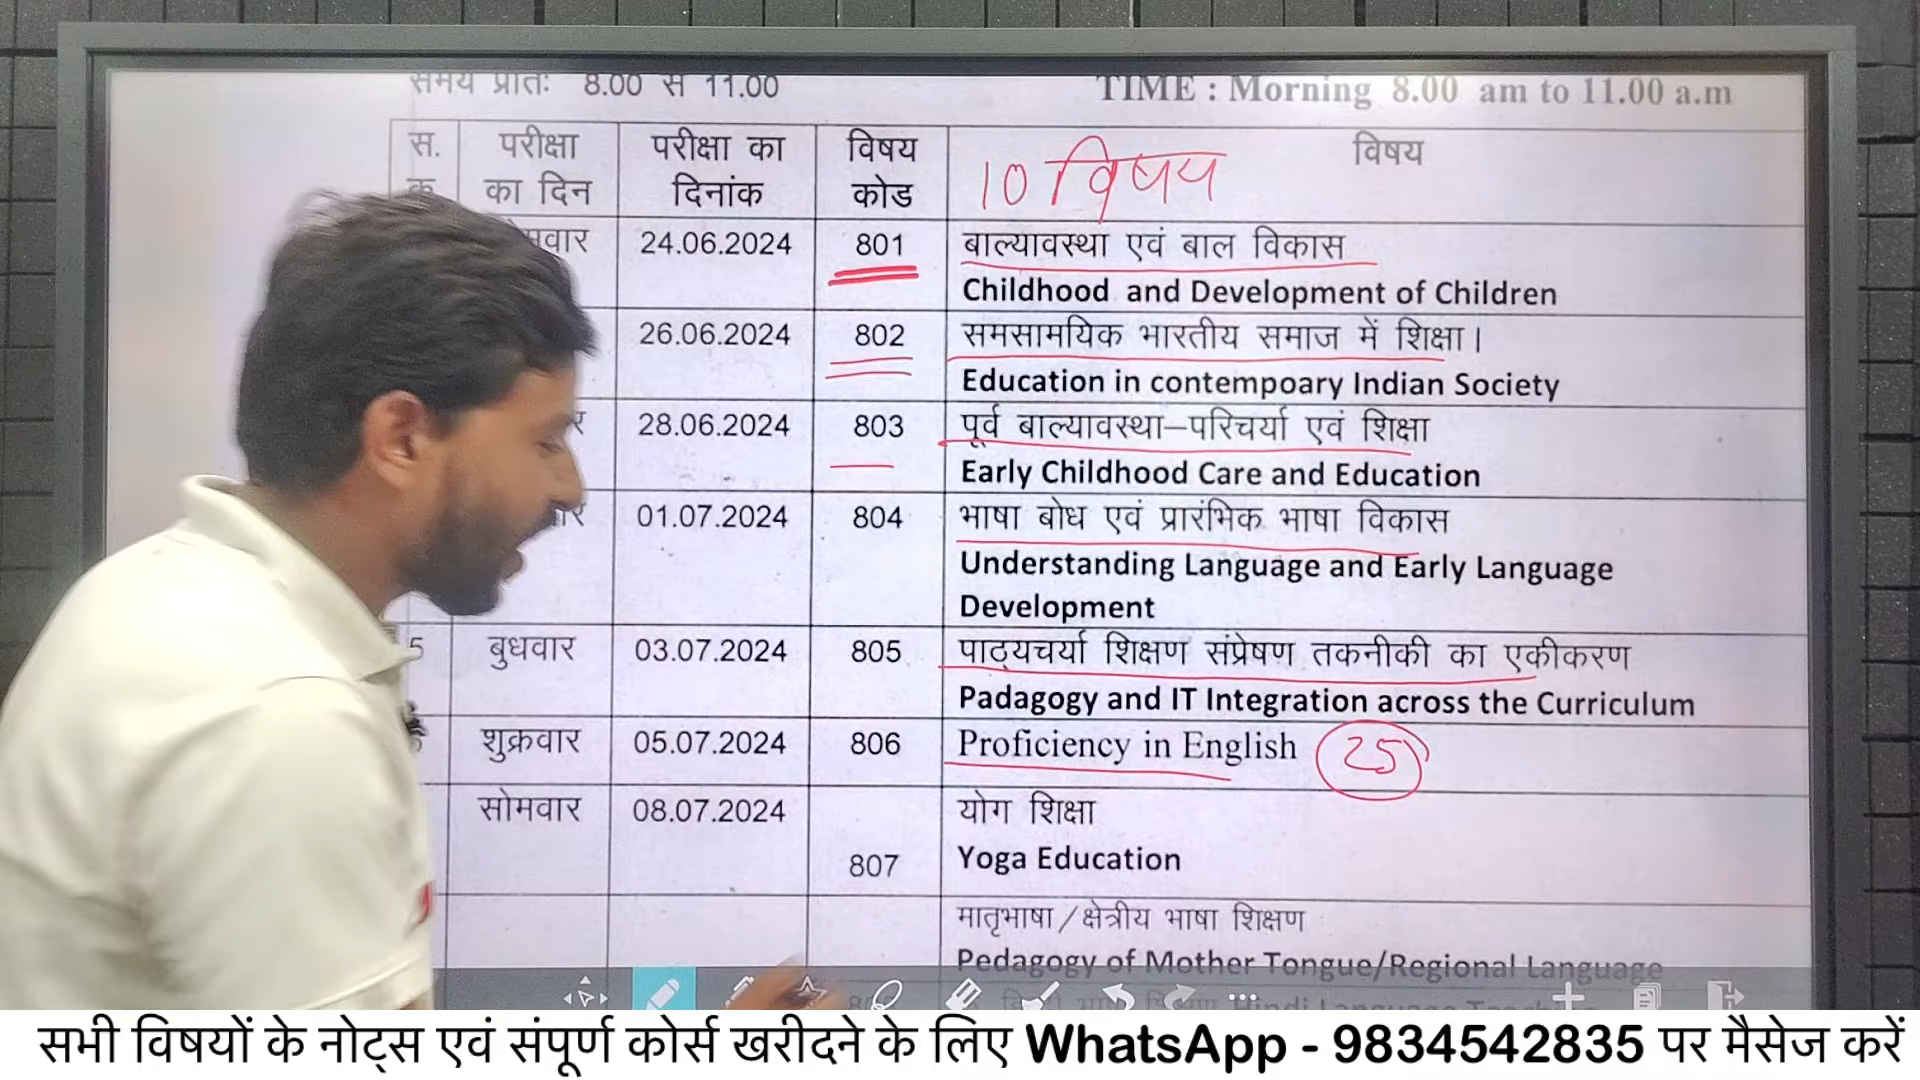 समय प्रातः 8.00 से 11.00
TIME : Morning 8.00 am to 11.00 a.m
स. परीक्षा का दिन परीक्षा का दिनांक विषय कोड 10 विषय विषय
24.06.2024 801 बाल्यावस्था एवं बाल विकास
Childhood and Development of Children
26.06.2024 802 समसामयिक भारतीय समाज में शिक्षा।
Education in contempoary Indian Society
28.06.2024 803 पूर्व बाल्यावस्था–परिचर्या एवं शिक्षा
Early Childhood Care and Education
01.07.2024 804 भाषा बोध एवं प्रारंभिक भाषा विकास
Understanding Language and Early Language
Development
5 बुधवार 03.07.2024 805 पाठ्यचर्या शिक्षण संप्रेषण तकनीकी का एकीकरण
Padagogy and IT Integration across the Curriculum
शुक्रवार 05.07.2024 806 Proficiency in English 25
सोमवार 08.07.2024 योग शिक्षा
807 Yoga Education
मातृभाषा/क्षेत्रीय भाषा शिक्षण
Pedagogy of Mother Tongue/Regional Language
सभी विषयों के नोट्स एवं संपूर्ण कोर्स खरीदने के लिए WhatsApp - 9834542835 पर मैसेज करें